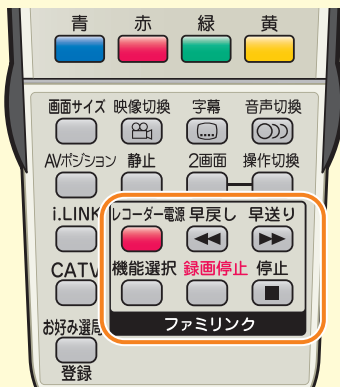 青 赤 緑 黄
画面サイズ 映像切換 字幕 音声切換
AVポジション 静止 2画面 操作切換
i.LINK レコーダー電源 早戻し 早送り
CATV 機能選択 録画停止 停止
お好み選局 ファミリンク
登録